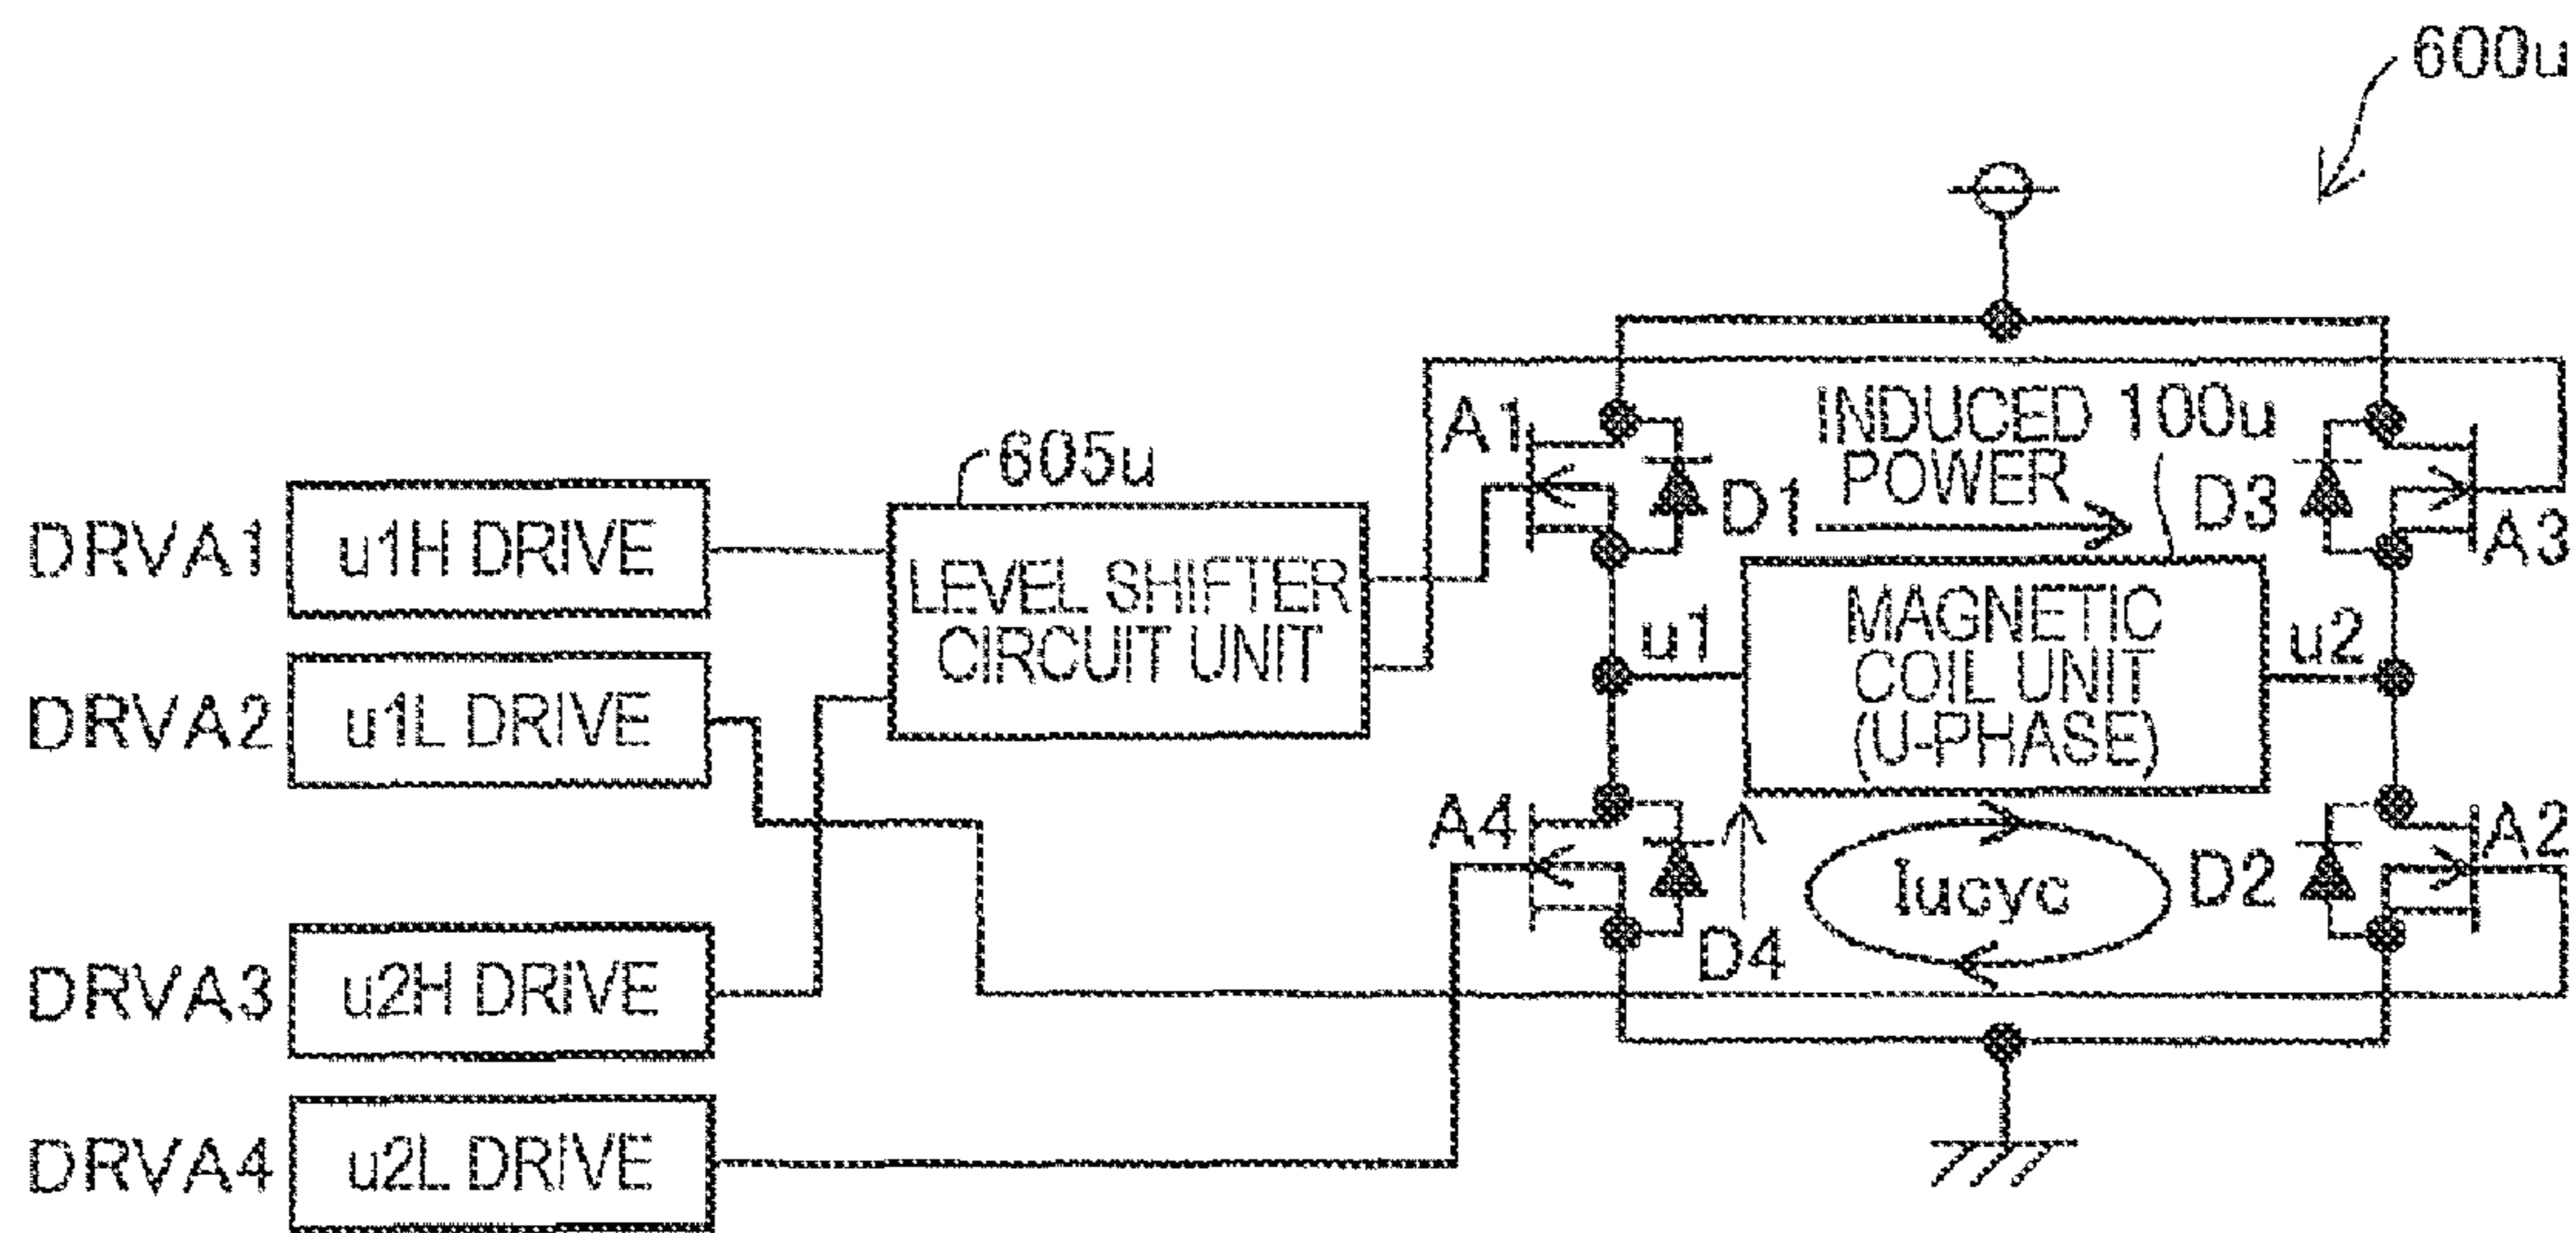 600u
INDUCED 100u
POWER
A1
D1
D3
A3
605u
DRVA1 u1H DRIVE
LEVEL SHIFTER
CIRCUIT UNIT
u1
MAGNETIC
COIL UNIT
(U-PHASE)
u2
DRVA2 u1L DRIVE
A4
D4
Iucyc
D2
A2
DRVA3 u2H DRIVE
DRVA4 u2L DRIVE